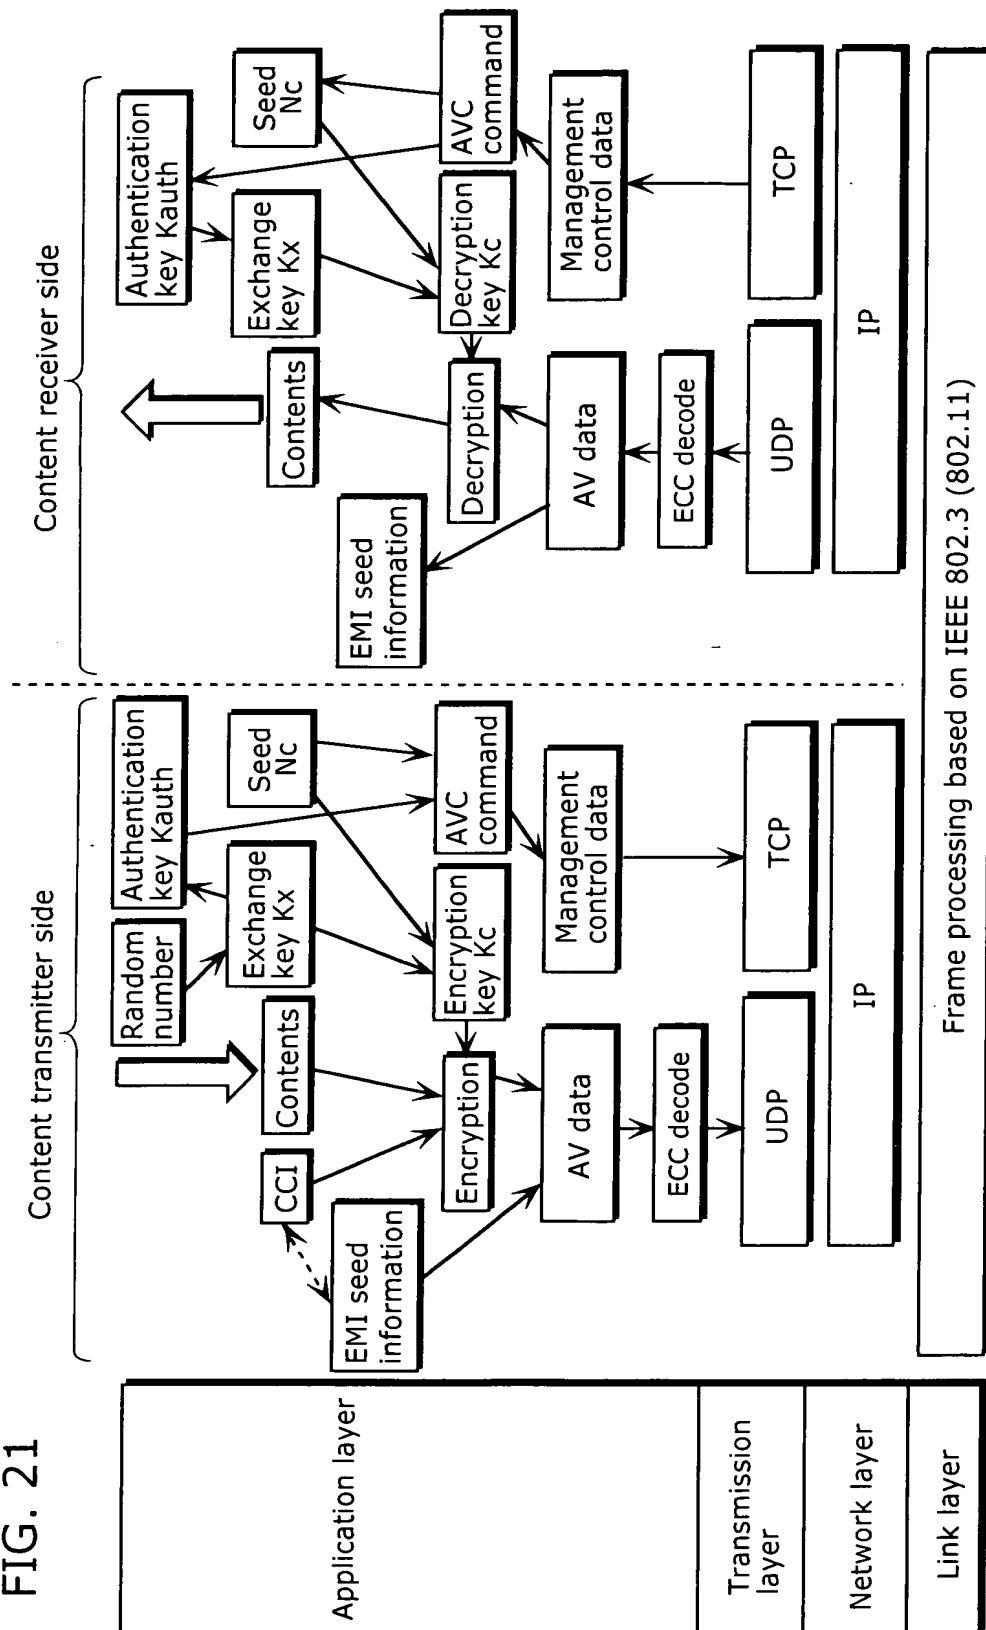 FIG. 21
Content transmitter side
Content receiver side
Application layer
Transmission
layer
Network layer
Link layer
Random
number
Authentication
key Kauth
Exchange
key Kx
Seed
Nc
Contents
CCI
EMI seed
information
Encryption
Encryption
key Kc
AVC
command
AV data
Management
control data
ECC decode
UDP
TCP
IP
Authentication
key Kauth
Seed
Nc
Exchange
key Kx
Contents
EMI seed
information
Decryption
Decryption
key Kc
AVC
command
AV data
Management
control data
ECC decode
UDP
TCP
IP
Frame processing based on IEEE 802.3 (802.11)